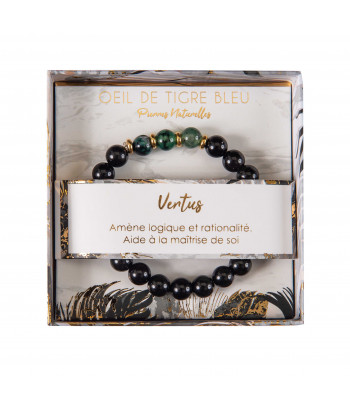 OEIL DE TIGRE BLEU
Pierres Naturelles
Vertus
Amène logique et rationalité.
Aide à la maîtrise de soi